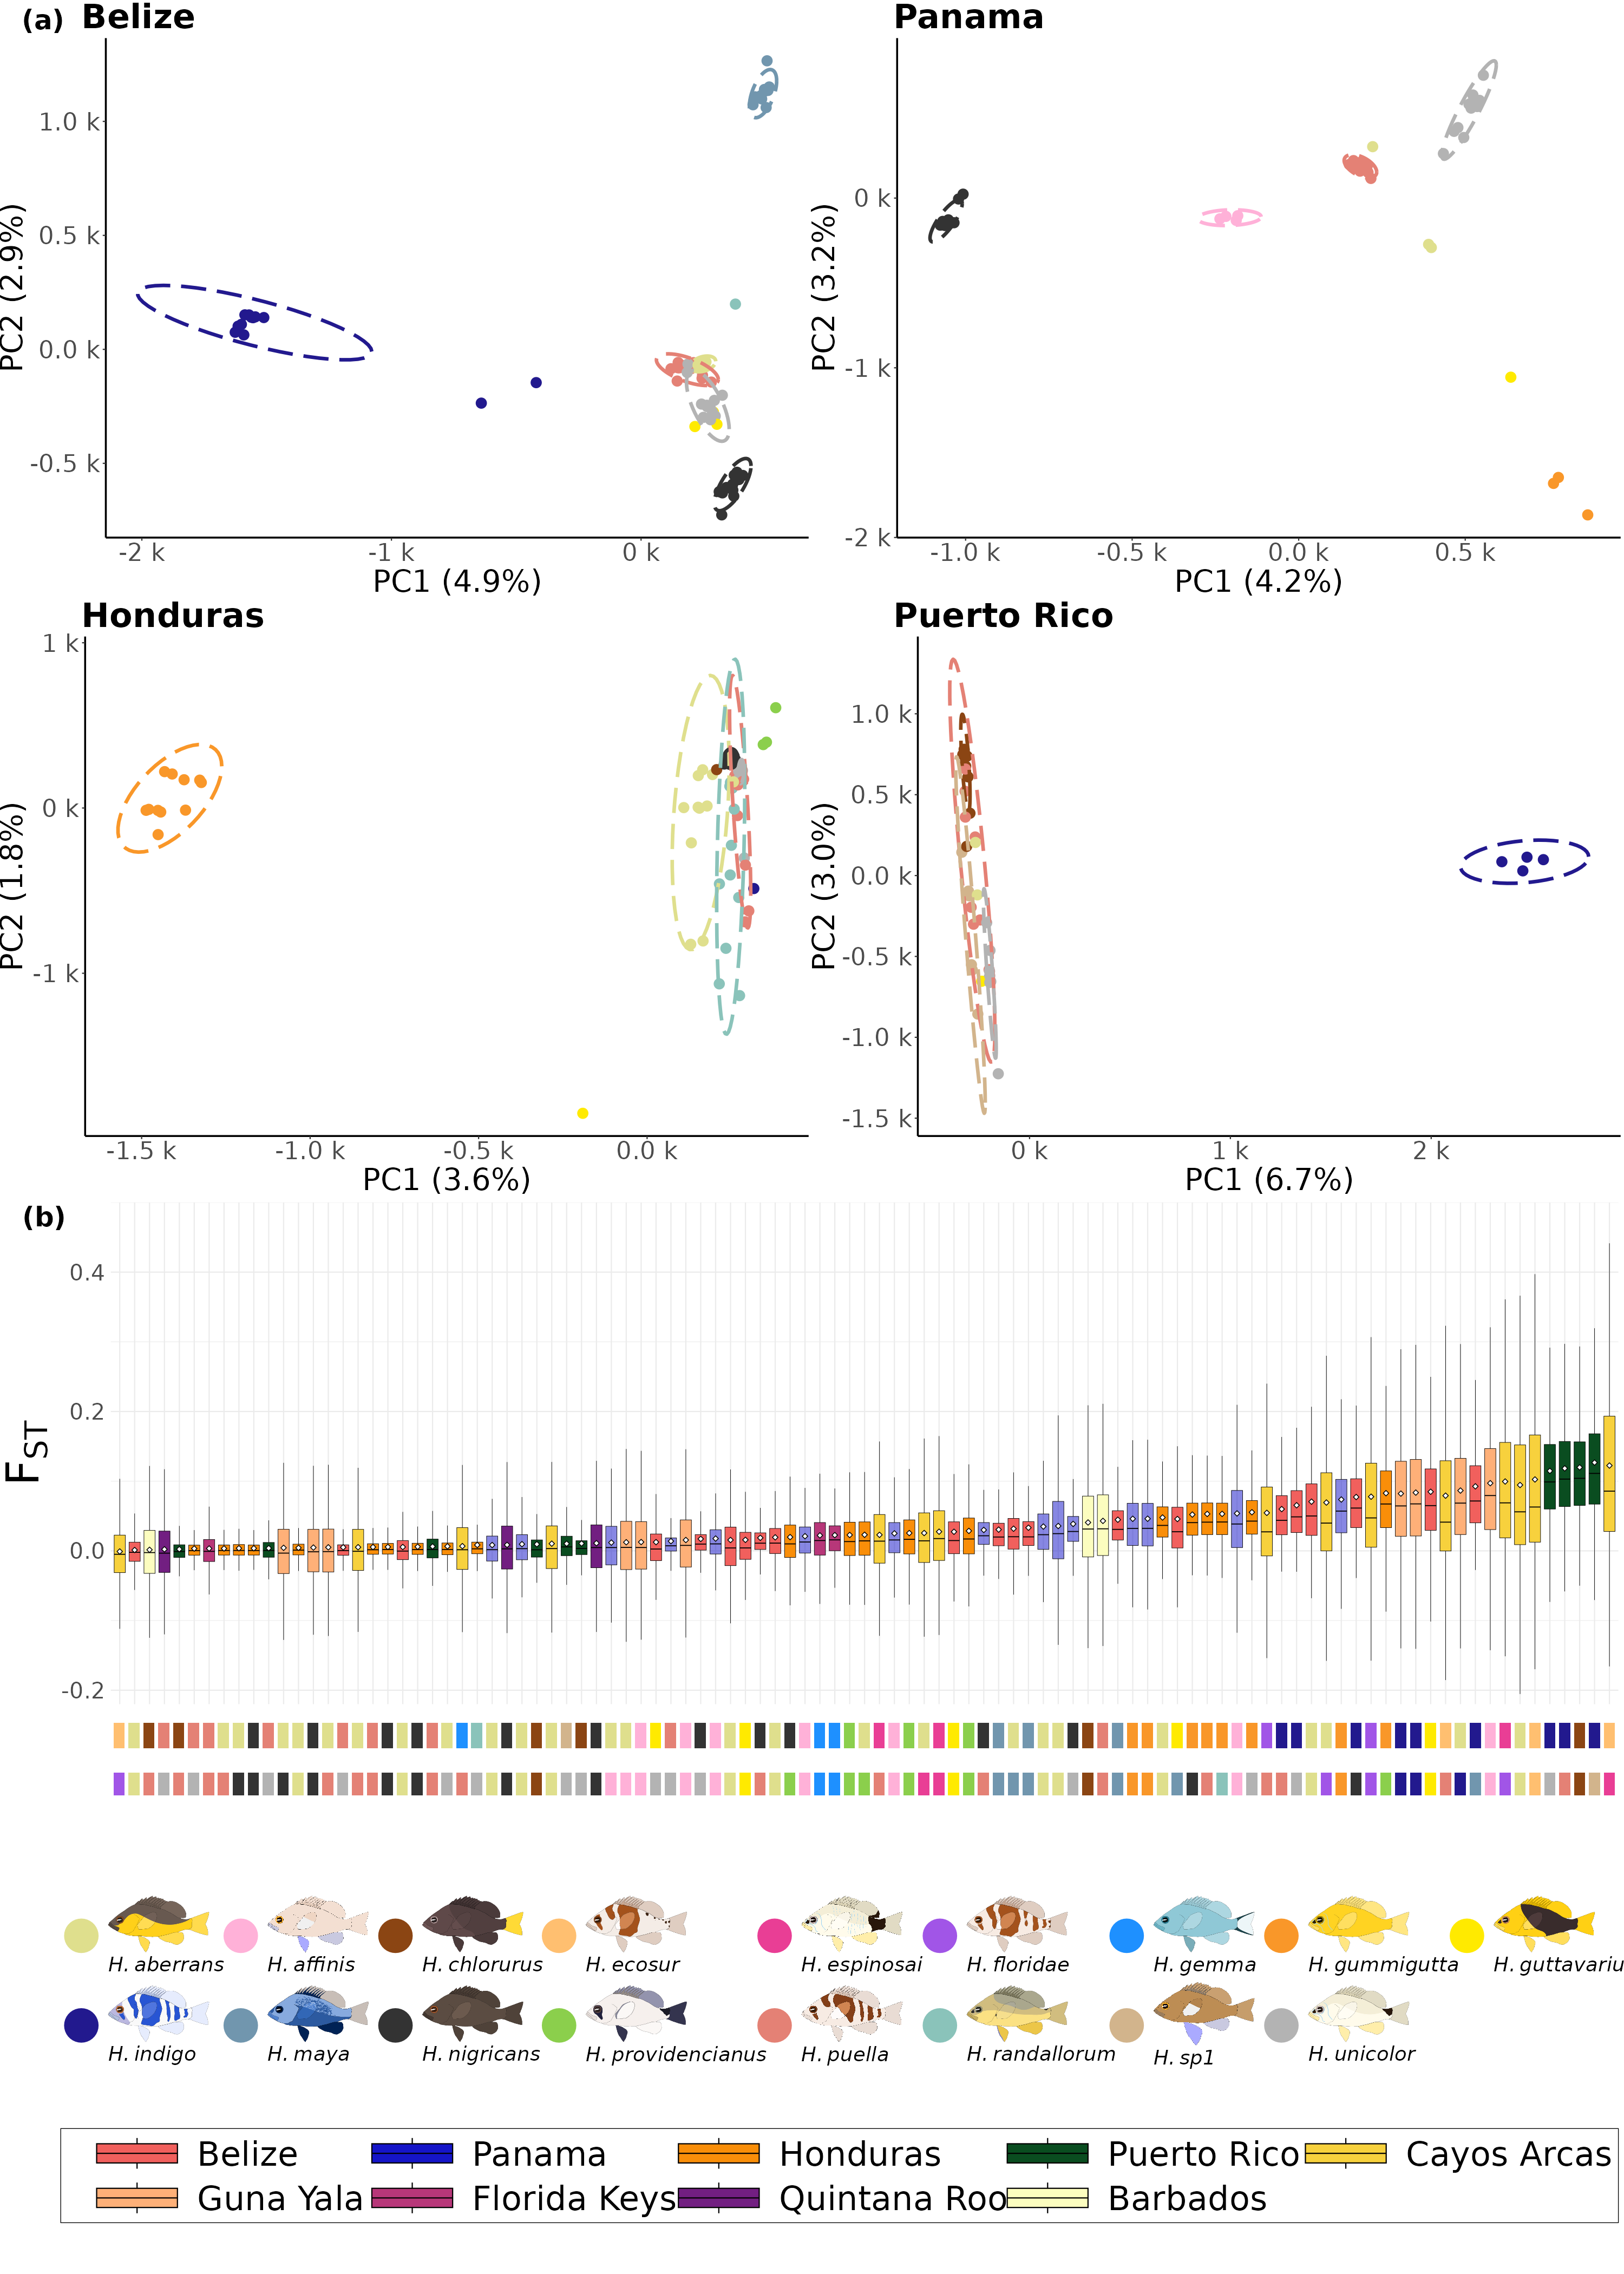 (a) Belize
Panama
PC2 (2.9%)
1.0 k
0.5 k
0.0 k
-0.5 k
-2 k
-1 k
0 k
PC1 (4.9%)
PC2 (3.2%)
0 k
-1 k
-2 k
-1.0 k
-0.5 k
0.0 k
0.5 k
PC1 (4.2%)
Honduras
Puerto Rico
PC2 (1.8%)
1 k
0 k
-1 k
-1.5 k
-1.0 k
-0.5 k
0.0 k
PC1 (3.6%)
PC2 (3.0%)
1.0 k
0.5 k
0.0 k
-0.5 k
-1.0 k
-1.5 k
0 k
1 k
2 k
PC1 (6.7%)
(b)
FST
0.4
0.2
0.0
-0.2
H. aberrans
H. affinis
H. chlorurus
H. ecosur
H. espinosai
H. floridae
H. gemma
H. gummigutta
H. guttavariu
H. indigo
H. maya
H. nigricans
H. providencianus
H. puella
H. randallorum
H. sp1
H. unicolor
Belize
Panama
Honduras
Puerto Rico
Cayos Arcas
Guna Yala
Florida Keys
Quintana Roo
Barbados